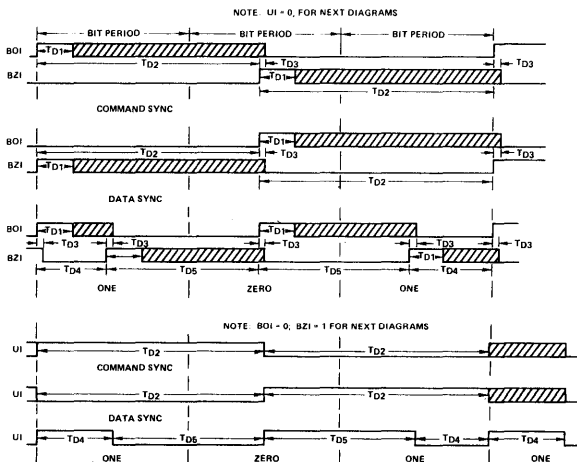 NOTE. UI = 0, FOR NEXT DIAGRAMS
BIT PERIOD BIT PERIOD BIT PERIOD
BOI TD1 TD3
TD2
BZI TD1 TD3
TD2
COMMAND SYNC
BOI TD1
TD2 TD3
BZI TD1 TD3
TD2
DATA SYNC
BOI TD1 TD1
TD3 TD3 TD3 TD3 TD3
BZI TD1
TD4 TD5 TD5 TD4
ONE ZERO ONE
NOTE: BOI = 0; BZI = 1 FOR NEXT DIAGRAMS
UI TD2 TD2
COMMAND SYNC
UI TD2 TD2
DATA SYNC
UI TD4 TD5 TD5 TD4 TD4
ONE ZERO ONE ONE